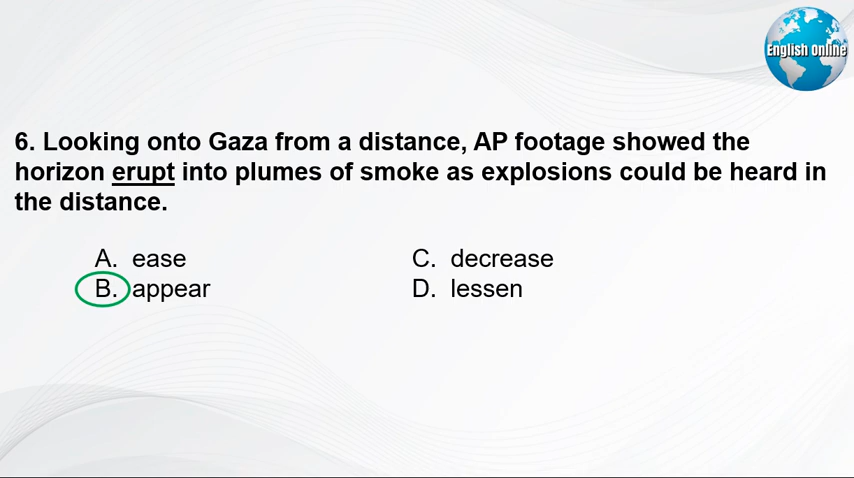 English Online
6. Looking onto Gaza from a distance, AP footage showed the
horizon erupt into plumes of smoke as explosions could be heard in
the distance.
A. ease
B. appear
C. decrease
D. lessen